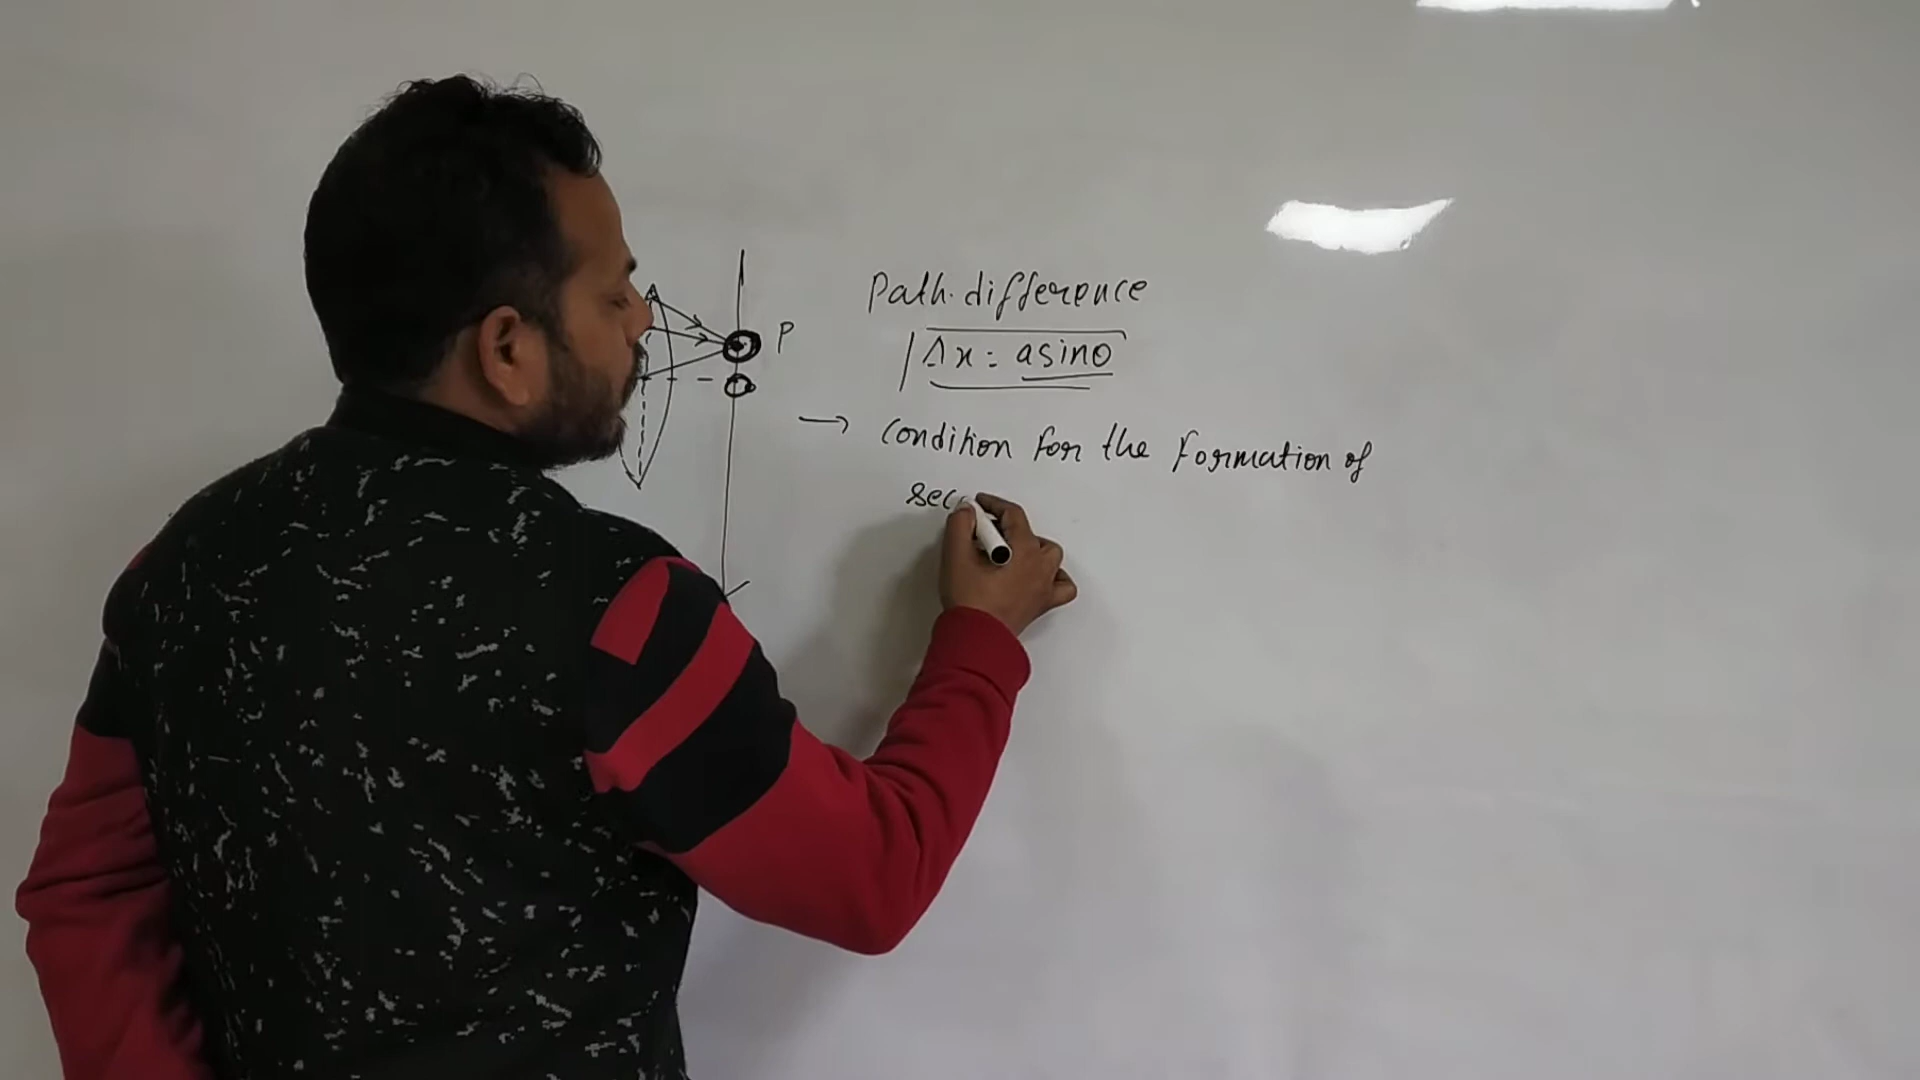 P
Path difference
Δx = asinθ
→ condition for the formation of
sec